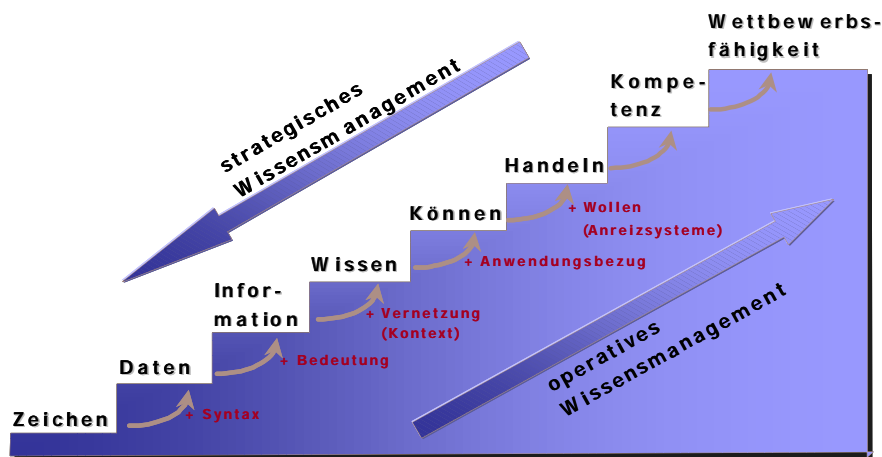 Wettbewerbs-
fähigkeit
Kompe-
tenz
strategisches
Wissensmanagement
Handeln
+ Wollen
(Anreizsysteme)
Können
+ Anwendungsbezug
Wissen
+ Vernetzung
(Kontext)
Infor-
mation
+ Bedeutung
operatives
Wissensmanagement
Daten
+ Syntax
Zeichen